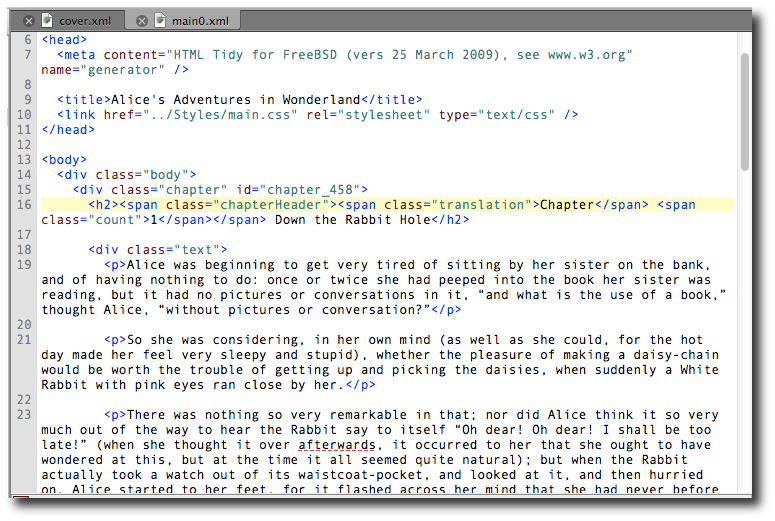 cover.xml main0.xml
6 <head>
7   <meta content="HTML Tidy for FreeBSD (vers 25 March 2009), see www.w3.org"
name="generator" />
8
9   <title>Alice's Adventures in Wonderland</title>
10   <link href="../Styles/main.css" rel="stylesheet" type="text/css" />
11 </head>
12
13 <body>
14   <div class="body">
15     <div class="chapter" id="chapter_458">
16       <h2><span class="chapterHeader"><span class="translation">Chapter</span> <span
class="count">1</span></span> Down the Rabbit Hole</h2>
17
18       <div class="text">
19         <p>Alice was beginning to get very tired of sitting by her sister on the bank,
and of having nothing to do: once or twice she had peeped into the book her sister was
reading, but it had no pictures or conversations in it, “and what is the use of a book,”
thought Alice, “without pictures or conversation?”</p>
20
21         <p>So she was considering, in her own mind (as well as she could, for the hot
day made her feel very sleepy and stupid), whether the pleasure of making a daisy-chain
would be worth the trouble of getting up and picking the daisies, when suddenly a White
Rabbit with pink eyes ran close by her.</p>
22
23         <p>There was nothing so very remarkable in that; nor did Alice think it so very
much out of the way to hear the Rabbit say to itself “Oh dear! Oh dear! I shall be too
late!” (when she thought it over afterwards, it occurred to her that she ought to have
wondered at this, but at the time it all seemed quite natural); but when the Rabbit
actually took a watch out of its waistcoat-pocket, and looked at it, and then hurried
on, Alice started to her feet, for it flashed across her mind that she had never before